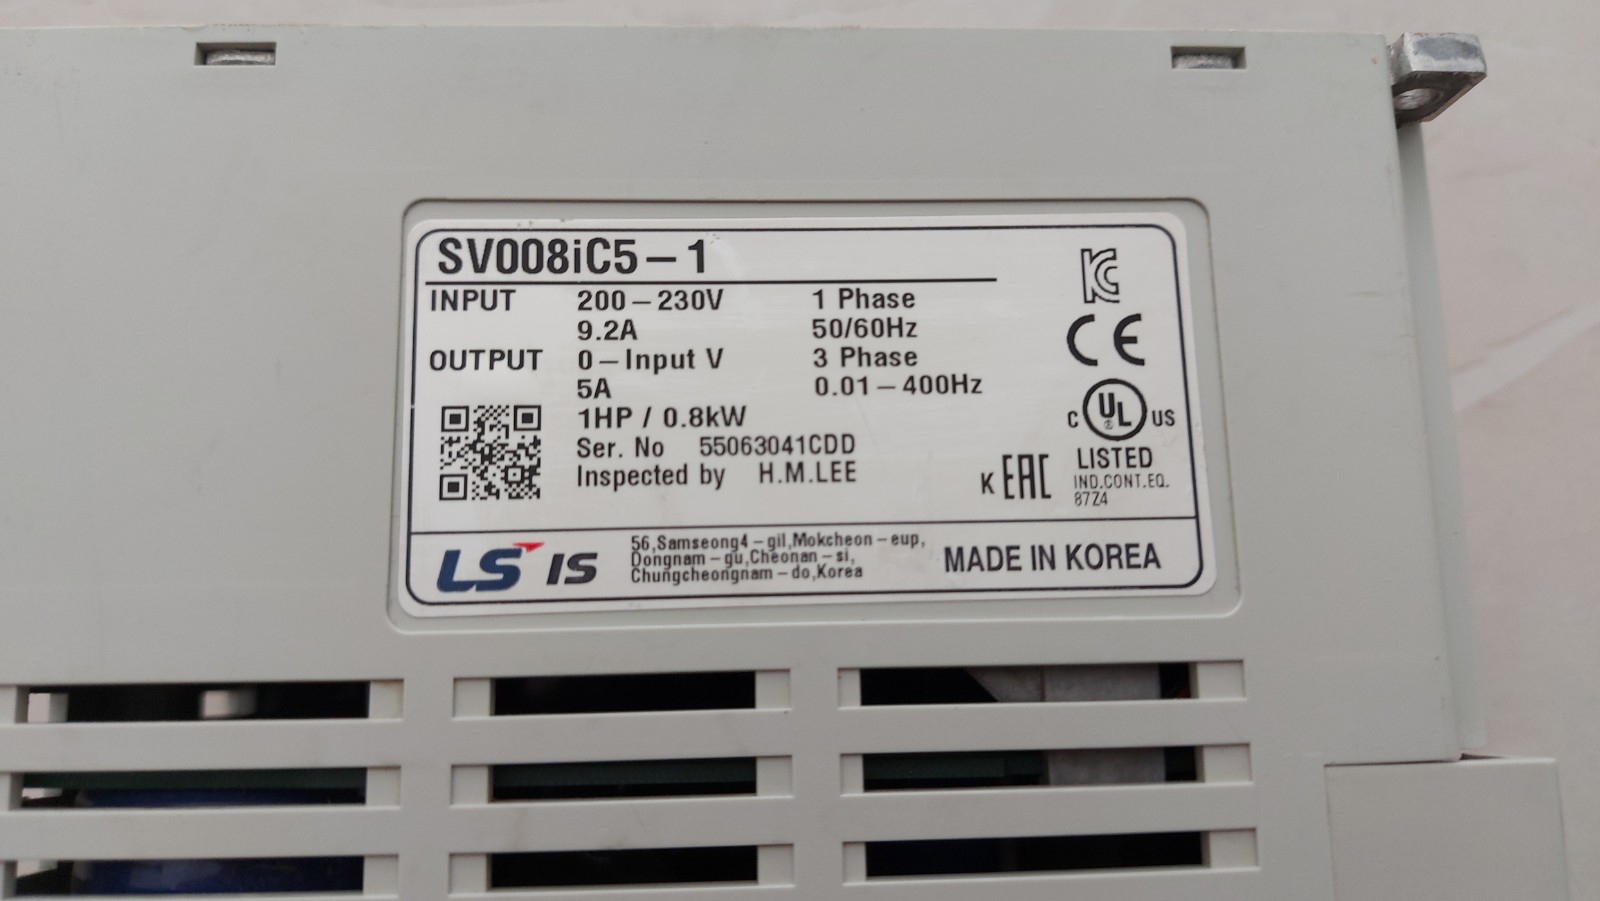 SV008iC5-1
INPUT 200-230V 1 Phase
9.2A 50/60Hz
OUTPUT 0-Input V 3 Phase
5A 0.01-400Hz
1HP / 0.8kW
Ser. No 55063041CDD
Inspected by H.M.LEE
KC
CE
C UL US
®
LISTED
IND.CONT.EQ.
87Z4
K EAC
LS IS
56,Samseong4-gil,Mokcheon-eup,
Dongnam-gu,Cheonan-si,
Chungcheongnam-do,Korea
MADE IN KOREA